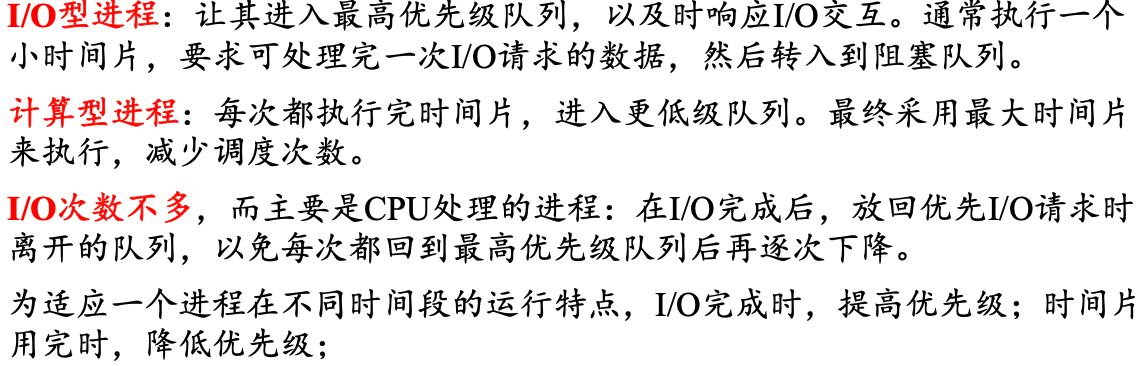 I/O型进程：让其进入最高优先级队列，以及时响应I/O交互。通常执行一个
小时间片，要求可处理完一次I/O请求的数据，然后转入到阻塞队列。
计算型进程：每次都执行完时间片，进入更低级队列。最终采用最大时间片
来执行，减少调度次数。
I/O次数不多，而主要是CPU处理的进程：在I/O完成后，放回优先I/O请求时
离开的队列，以免每次都回到最高优先级队列后再逐次下降。
为适应一个进程在不同时间段的运行特点，I/O完成时，提高优先级；时间片
用完时，降低优先级；